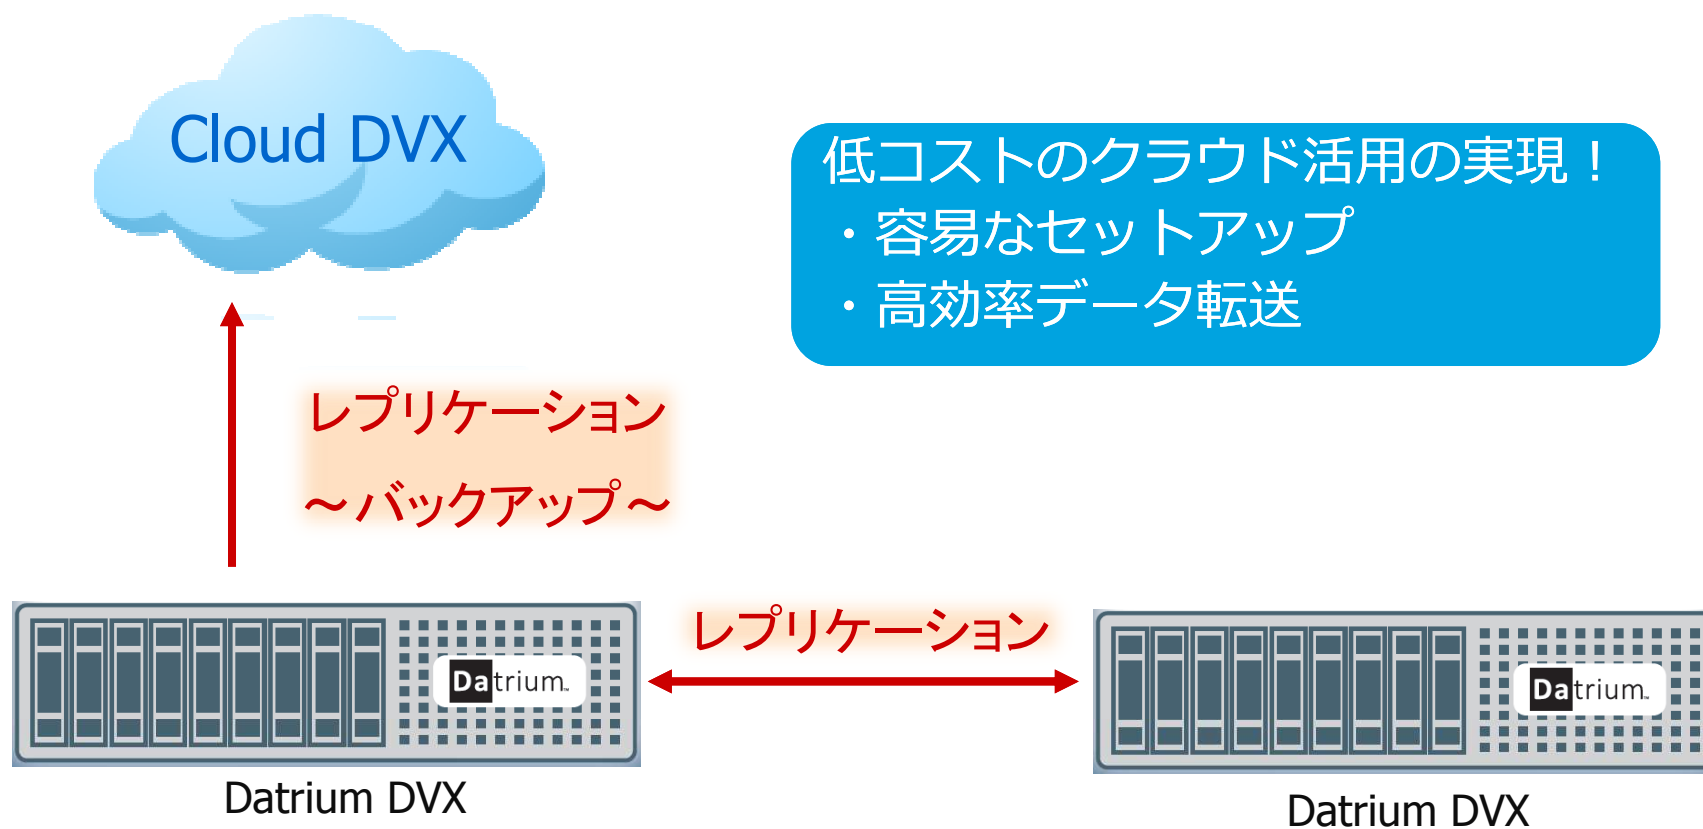 Cloud DVX
低コストのクラウド活用の実現！
・容易なセットアップ
・高効率データ転送
レプリケーション
～バックアップ～
レプリケーション
Datrium
Datrium
Datrium DVX
Datrium DVX